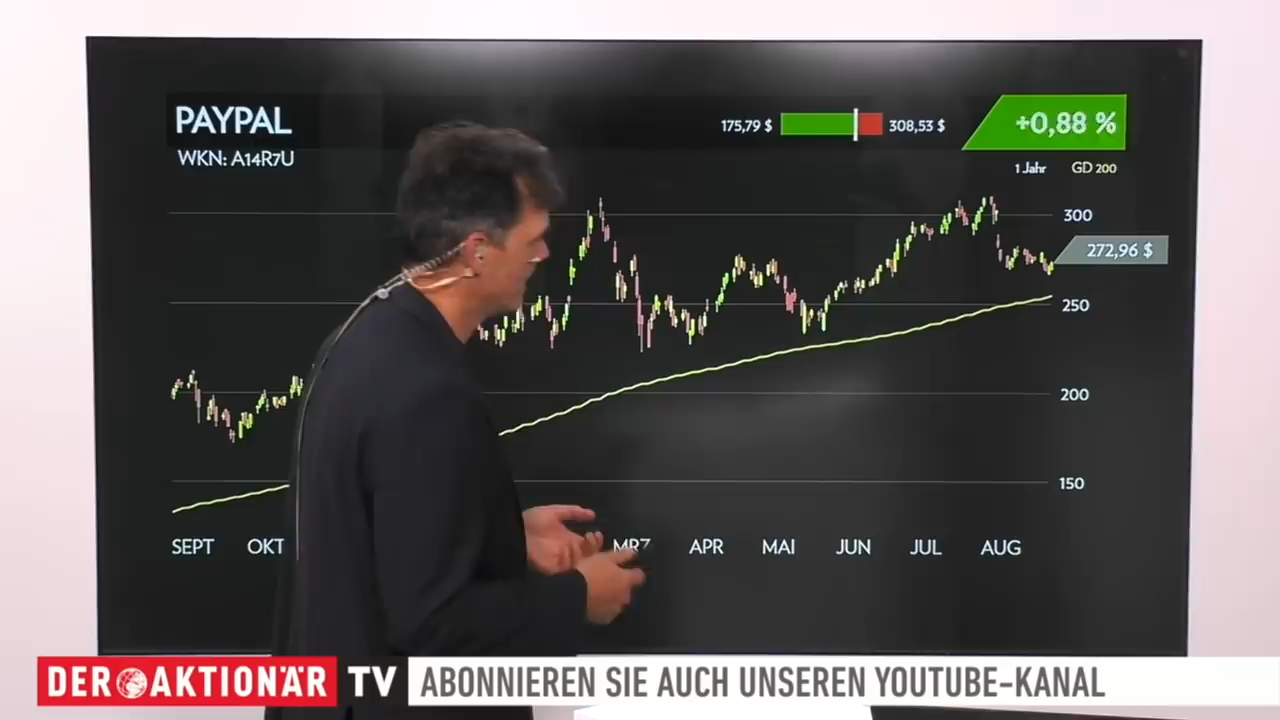 PAYPAL
WKN: A14R7U
175,79 $ 308,53 $
+0,88 %
1 Jahr GD 200
300
272,96 $
250
200
150
SEPT OKT MRZ APR MAI JUN JUL AUG
DER AKTIONÄR TV ABONNIEREN SIE AUCH UNSEREN YOUTUBE-KANAL